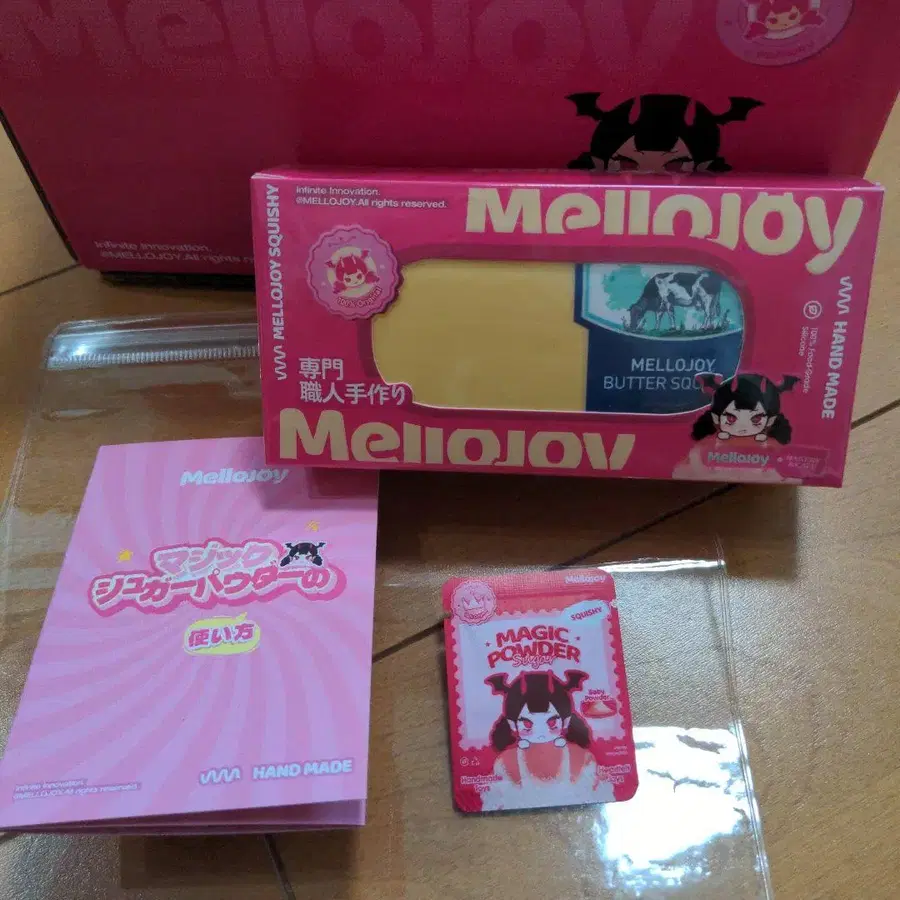 Mellojoy
Infinite Innovation.
@MELLOJOY.All rights
MELLOJOY SQUISHY
Infinite Innovation.
@MELLOJOY.All rights reserved.
Mellojoy
100% Original
専門
職人手作り
MELLOJOY
BUTTER
HAND MADE
100% Food Grade
Silicone
Mellojoy
Mellojoy
Mellojoy
マジック
シュガーパウダーの
使い方
HAND MADE
Infinite Innovation.
@MELLOJOY.All rights reserved.
Mellojoy
SQUISHY
MAGIC
POWDER
Sugar
Baby
Powder
Handmade
Toys